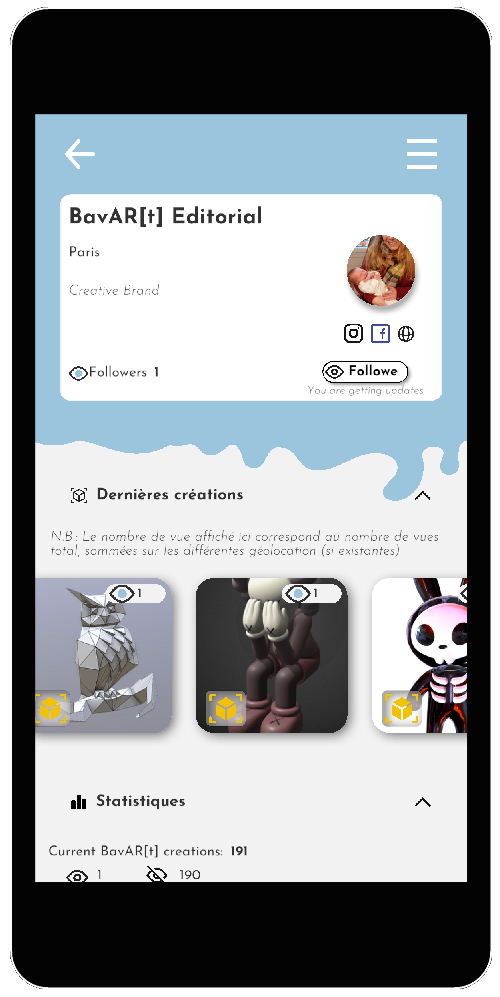 BavAR[t] Editorial
Paris
Creative Brand
Followers 1
Followe
You are getting updates
Dernières créations
N.B.: Le nombre de vue affiché ici correspond au nombre de vues
total, sommées sur les différentes géolocation (si existantes)
1
1
Statistiques
Current BavAR[t] creations: 191
1 190